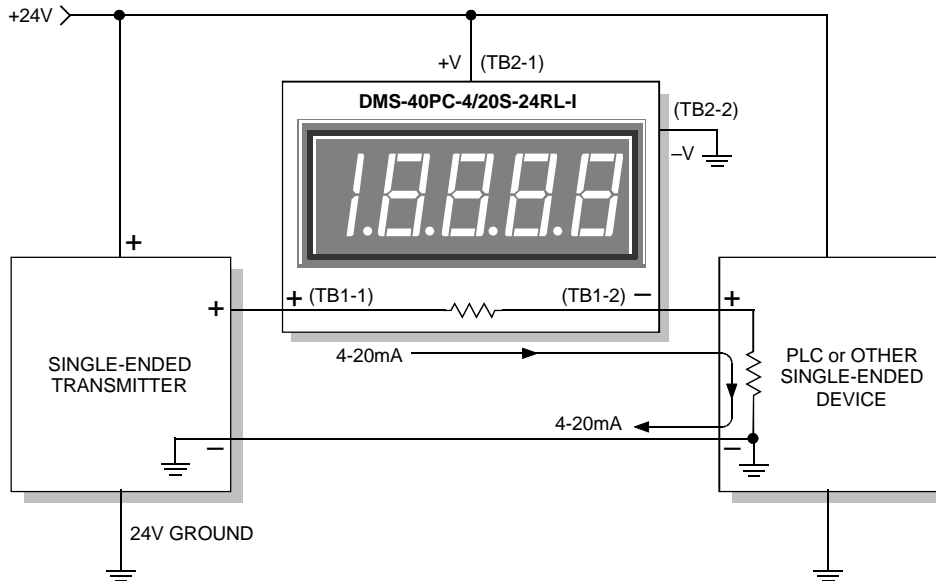 +24V
+V (TB2-1)
DMS-40PC-4/20S-24RL-I
(TB2-2)
–V
1.8.8.8.8
+
+
+ (TB1-1)
(TB1-2) –
+
4-20mA
SINGLE-ENDED
TRANSMITTER
PLC or OTHER
SINGLE-ENDED
DEVICE
4-20mA
–
–
24V GROUND